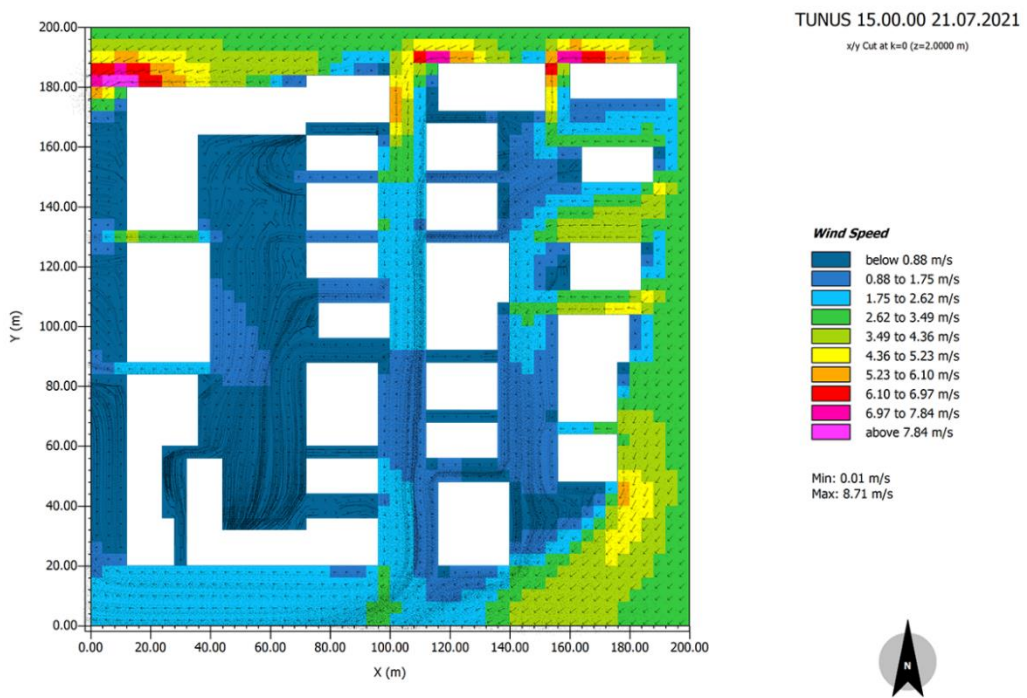 TUNUS 15.00.00 21.07.2021
x/y Cut at k=0 (z=2.0000 m)
200.00
180.00
160.00
140.00
120.00
100.00
80.00
60.00
40.00
20.00
0.00
Y (m)
0.00 20.00 40.00 60.00 80.00 100.00 120.00 140.00 160.00 180.00 200.00
X (m)
Wind Speed
below 0.88 m/s
0.88 to 1.75 m/s
1.75 to 2.62 m/s
2.62 to 3.49 m/s
3.49 to 4.36 m/s
4.36 to 5.23 m/s
5.23 to 6.10 m/s
6.10 to 6.97 m/s
6.97 to 7.84 m/s
above 7.84 m/s
Min: 0.01 m/s
Max: 8.71 m/s
N